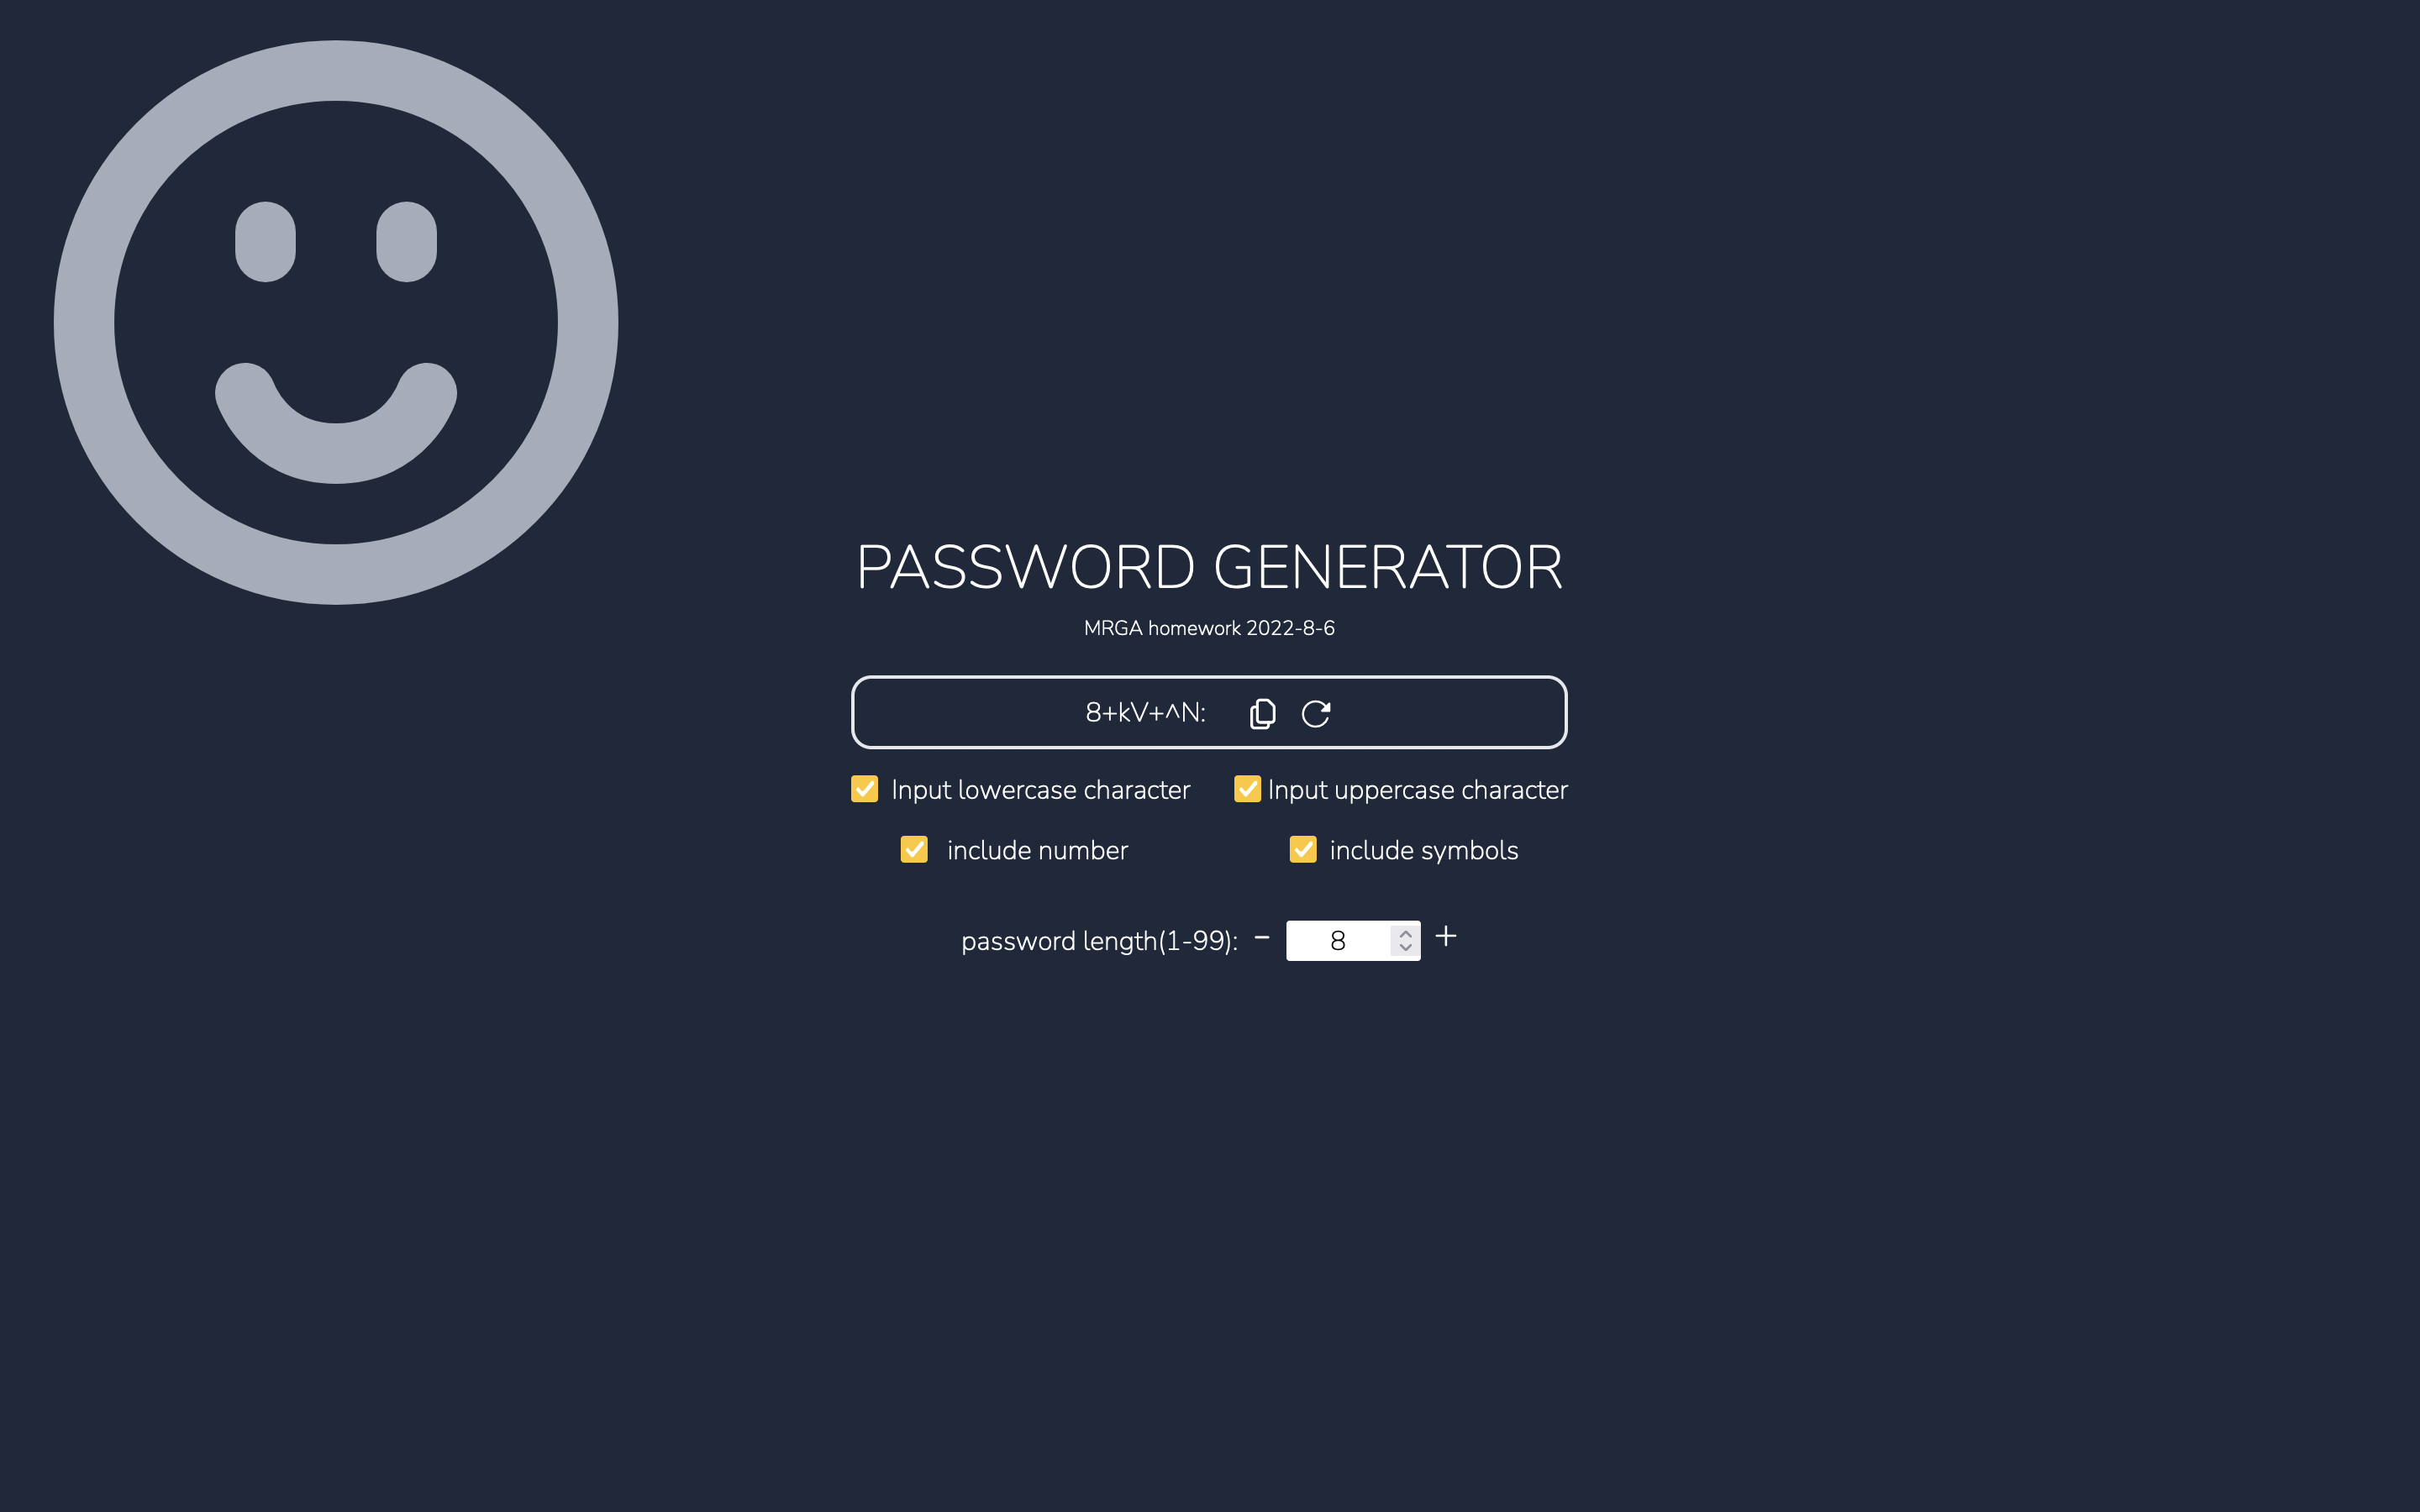 PASSWORD GENERATOR
MRGA homework 2022-8-6
8+kV+^N:
Input lowercase character Input uppercase character
include number include symbols
password length(1-99): - 8 +